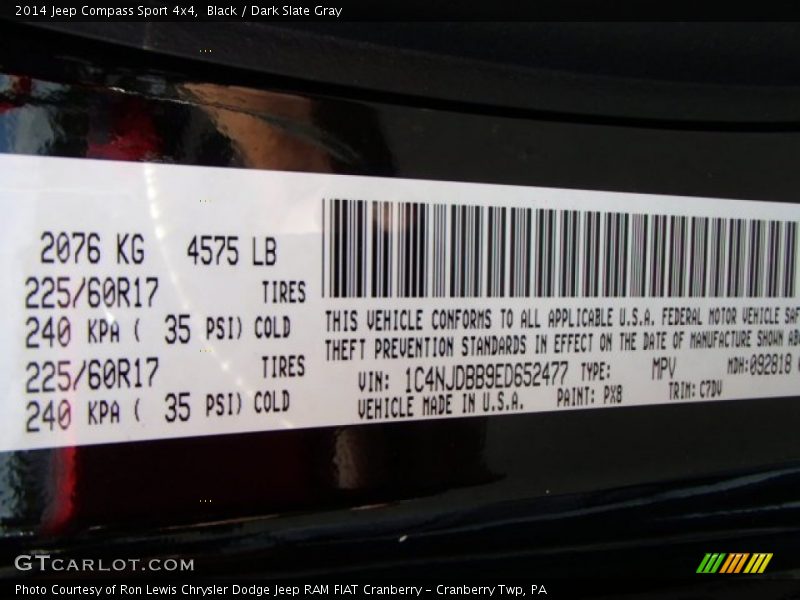 2014 Jeep Compass Sport 4x4, Black / Dark Slate Gray
2076 KG 4575 LB
225/60R17 TIRES
240 KPA ( 35 PSI) COLD
225/60R17 TIRES
240 KPA ( 35 PSI) COLD
THIS VEHICLE CONFORMS TO ALL APPLICABLE U.S.A. FEDERAL MOTOR VEHICLE SAF
THEFT PREVENTION STANDARDS IN EFFECT ON THE DATE OF MANUFACTURE SHOWN AB
VIN: 1C4NJDBB9ED652477 TYPE: MPV MDH:092818
VEHICLE MADE IN U.S.A. PAINT: PX8 TRIM: C7DV
GTCARLOT.COM
Photo Courtesy of Ron Lewis Chrysler Dodge Jeep RAM FIAT Cranberry – Cranberry Twp, PA